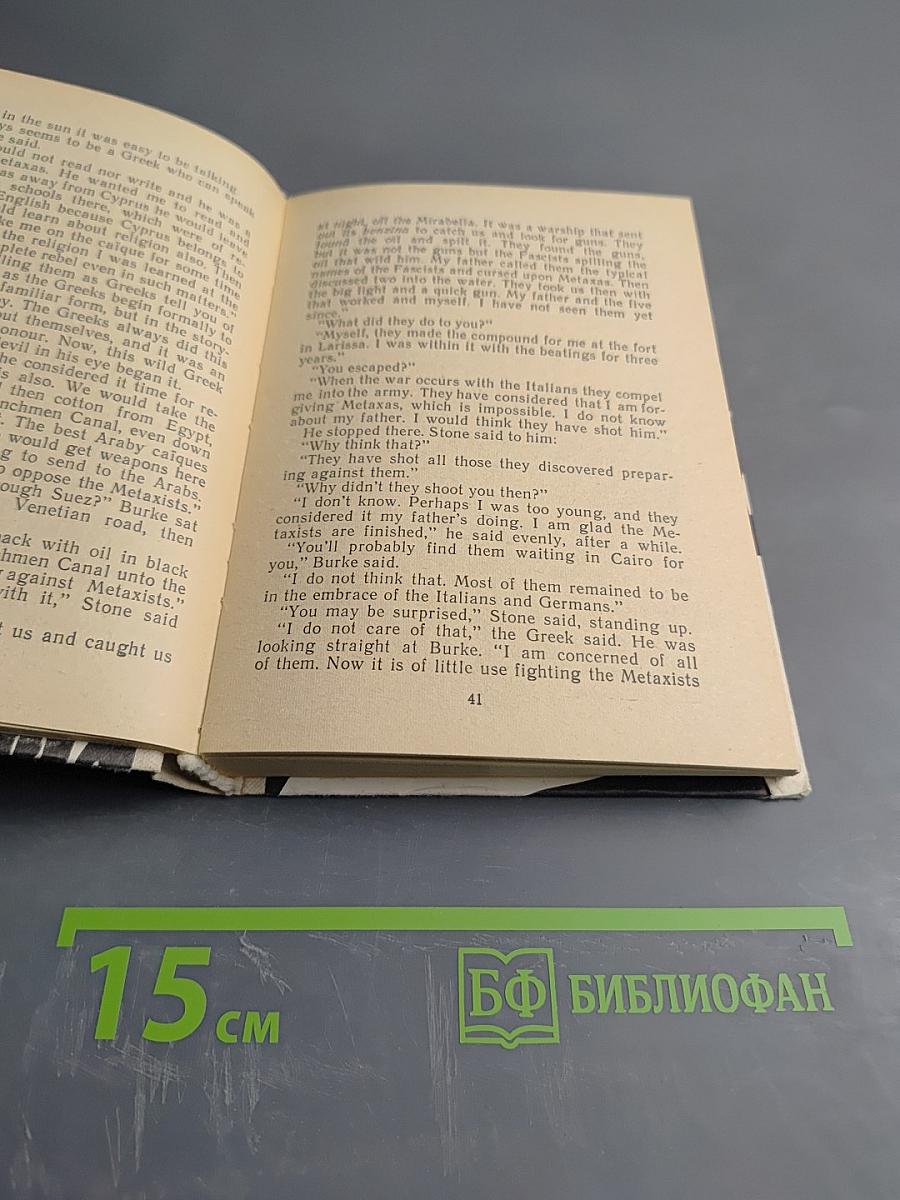 in the sun it was easy to be talking.
ys seems to be a Greek who can speak
e said.
ould not read nor write and he was a
etaxas. He wanted me to read and
as away from Cyprus he would leave
schools there, which were of
English because Cyprus belongs to
ld learn about religion also. Then
ke me on the caïque for some time
the religion I was learned at the
plete rebel even in such matters."
lling them as Greeks tell you of
as the Greeks begin formally to
familiar form, but in the story-
y. The Greeks always did this
out themselves, and it was an
onour. Now, this wild Greek
evil in his eye began it.
he considered it time for re-
is also. We would take the
d then cotton from Egypt,
nchmen Canal, even down
t. The best Araby caïques
would get weapons here
ng to send to the Arabs.
o oppose the Metaxists."
rough Suez?" Burke sat
Venetian road, then
back with oil in black
chmen Canal unto the
g against Metaxists."
with it," Stone said
t us and caught us
at night, off the Mirabella. It was a warship that sent
out its benzina to catch us and look for guns. They
found the oil and spilt it. They found the guns,
but it was not the guns but the Fascists spilling the
oil that wild him. My father called them the typical
names of the Fascists and cursed upon Metaxas. Then
discussed two into the water. They took us then with
the big light and a quick gun. My father and the five
that worked and myself. I have not seen them yet
since."
"What did they do to you?"
"Myself, they made the compound for me at the fort
in Larissa. I was within it with the beatings for three
years."
"You escaped?"
"When the war occurs with the Italians they compel
me into the army. They have considered that I am for-
giving Metaxas, which is impossible. I do not know
about my father. I would think they have shot him."
He stopped there. Stone said to him:
"Why think that?"
"They have shot all those they discovered prepar-
ing against them."
"Why didn't they shoot you then?"
"I don't know. Perhaps I was too young, and they
considered it my father's doing. I am glad the Me-
taxists are finished," he said evenly, after a while.
"You'll probably find them waiting in Cairo for
you," Burke said.
"I do not think that. Most of them remained to be
in the embrace of the Italians and Germans."
"You may be surprised," Stone said, standing up.
"I do not care of that," the Greek said. He was
looking straight at Burke. "I am concerned of all
of them. Now it is of little use fighting the Metaxists
41
15 см
БФ БИБЛИОФАН